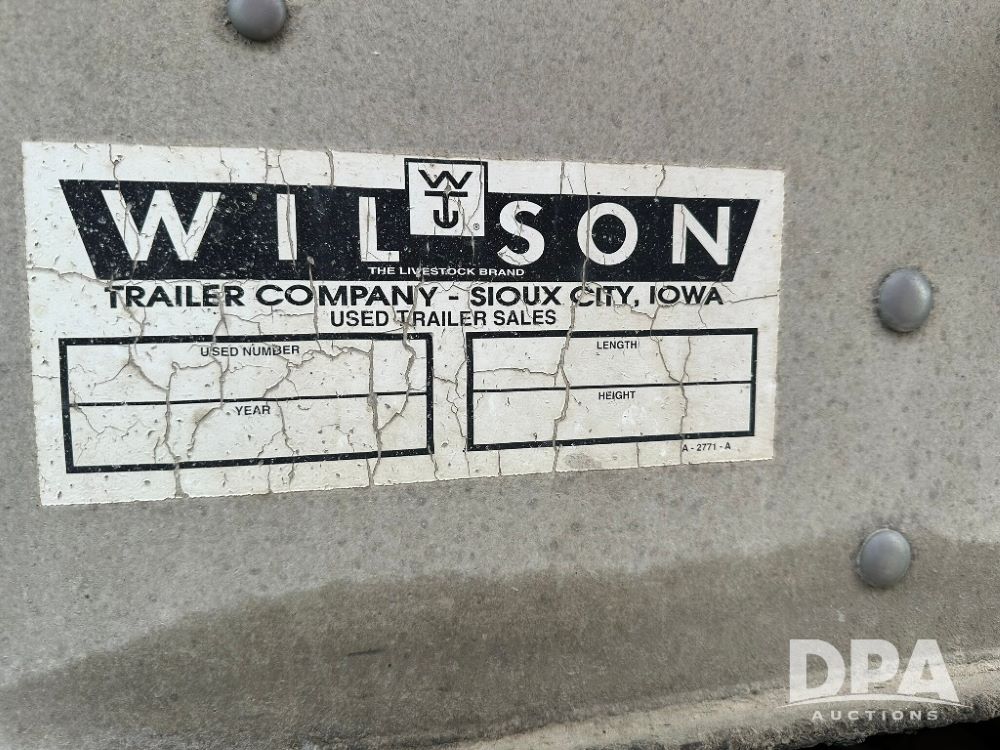 WILSON
WTU
®
THE LIVESTOCK BRAND
TRAILER COMPANY - SIOUX CITY, IOWA
USED TRAILER SALES
USED NUMBER
YEAR
LENGTH
HEIGHT
A - 2771 - A
DPA
AUCTIONS